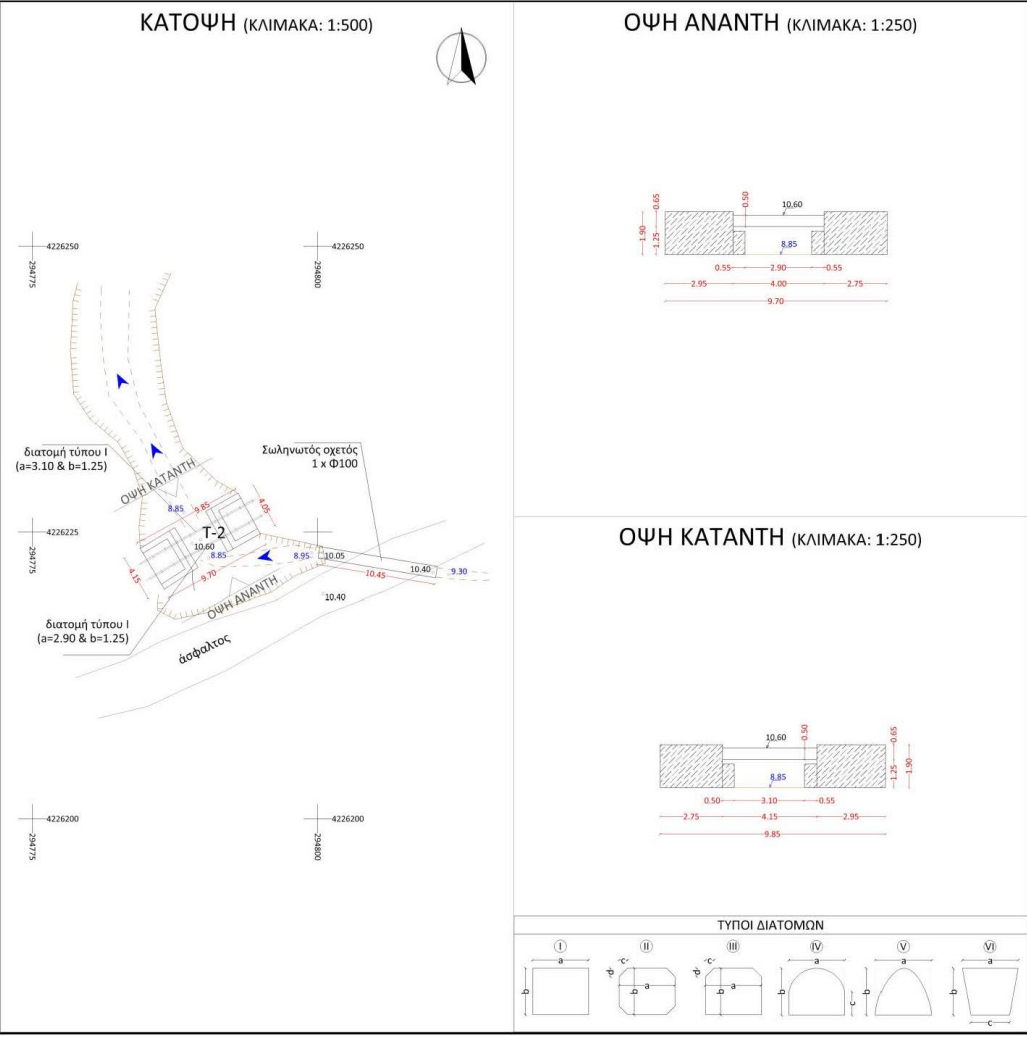 ΚΑΤΟΨΗ (ΚΛΙΜΑΚΑ: 1:500)
4226250
4226250
294775
294800
διατομή τύπου Ι
(a=3.10 & b=1.25)
Σωληνωτός οχετός
1 x Φ100
ΟΨΗ ΚΑΤΑΝΤΗ
8.85
9.85
4.05
4226225
294775
T-2
4226225
10.60
8.85
8.95
10.05
10.40
9.30
4.15
9.70
10.45
ΟΨΗ ΑΝΑΝΤΗ
10.40
διατομή τύπου Ι
(a=2.90 & b=1.25)
άσφαλτος
4226200
4226200
294775
294800
ΟΨΗ ΑΝΑΝΤΗ (ΚΛΙΜΑΚΑ: 1:250)
0.65
0.50
10.60
1.90
1.25
8.85
0.55
2.90
0.55
2.95
4.00
2.75
9.70
ΟΨΗ ΚΑΤΑΝΤΗ (ΚΛΙΜΑΚΑ: 1:250)
10.60
0.50
0.65
8.85
1.25
1.90
0.50
3.10
0.55
2.75
4.15
2.95
9.85
ΤΥΠΟΙ ΔΙΑΤΟΜΩΝ
I
II
III
IV
V
VI
a
b
c
d
b
a
c
d
b
a
a
b
c
a
b
a
b
c